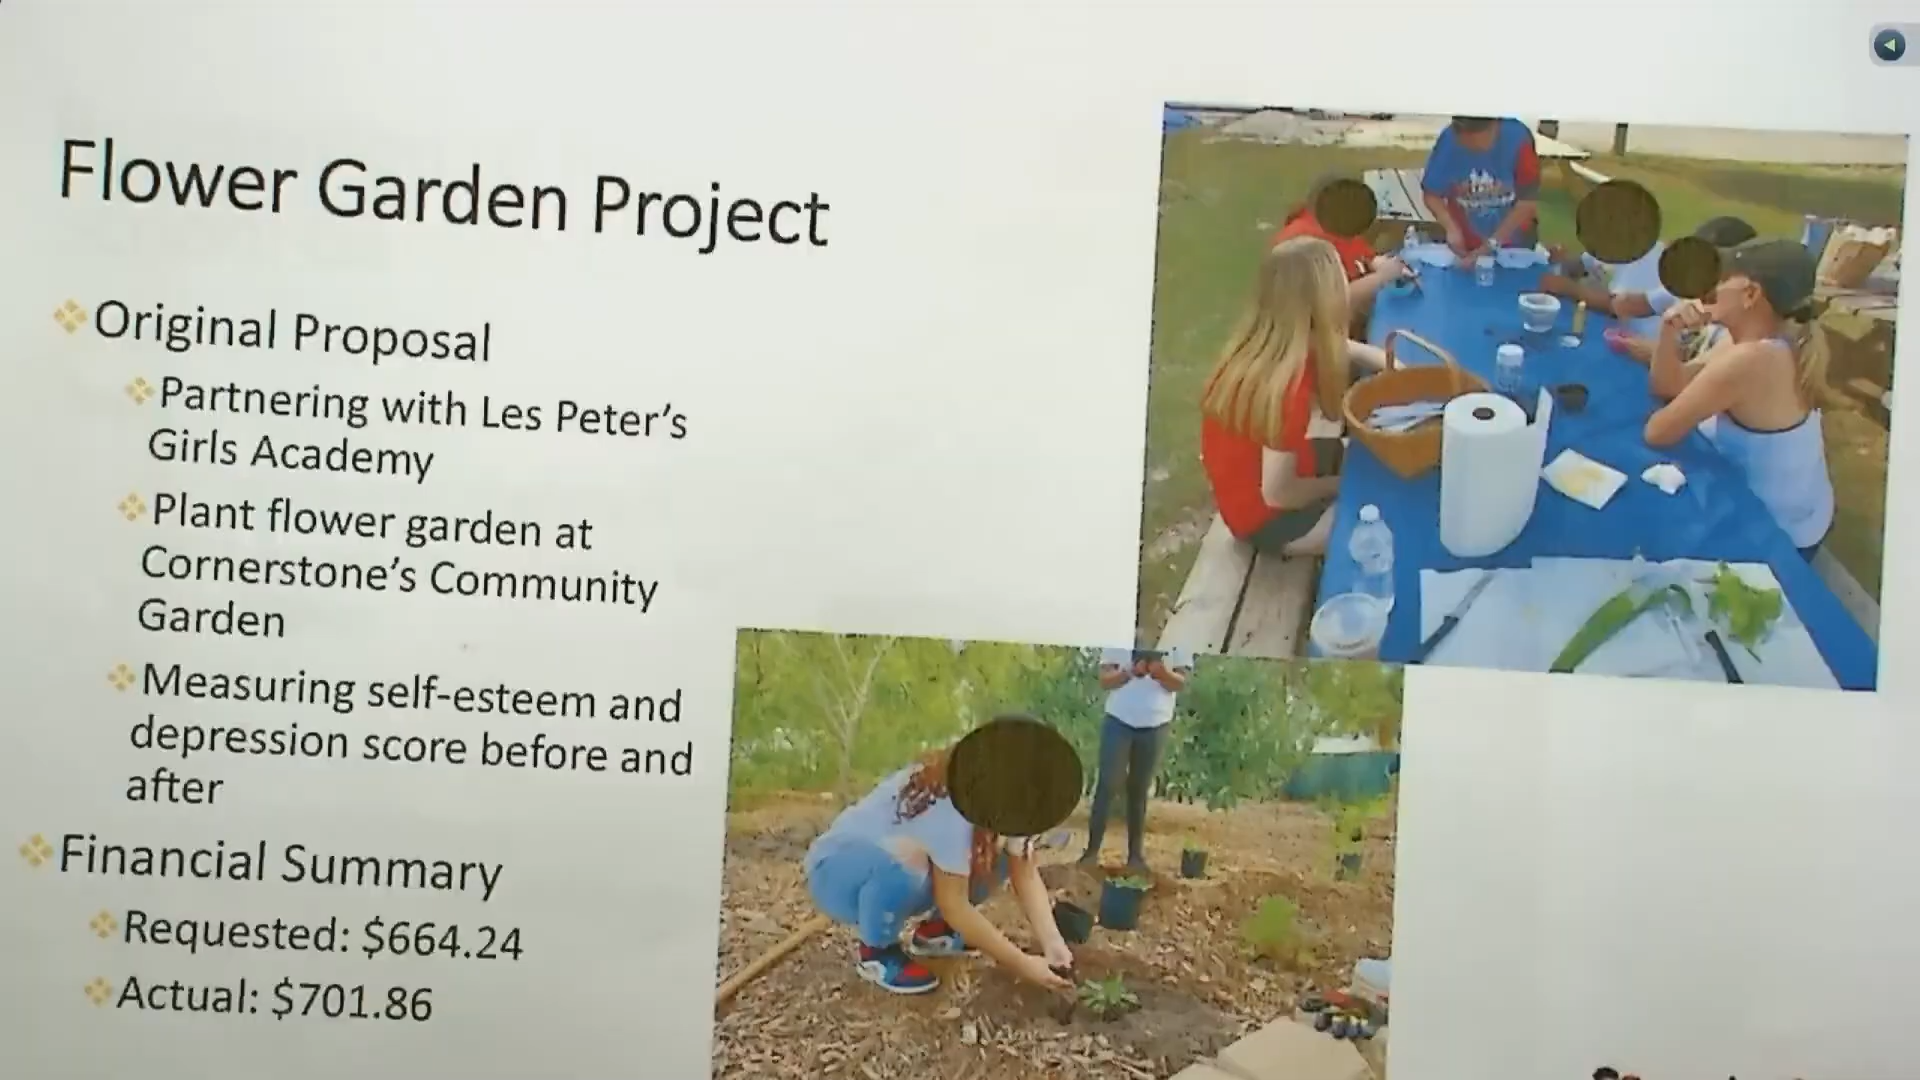 Flower Garden Project
Original Proposal
Partnering with Les Peter's
Girls Academy
Plant flower garden at
Cornerstone's Community
Garden
Measuring self-esteem and
depression score before and
after
Financial Summary
Requested: $664.24
Actual: $701.86